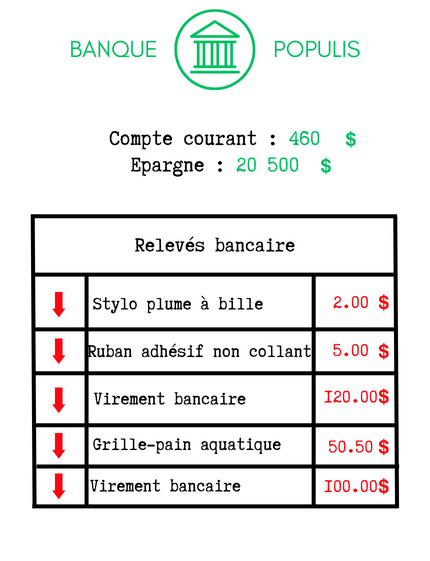 BANQUE POPULIS
Compte courant : 460 $
Epargne : 20 500 $
Relevés bancaire
Stylo plume à bille 2.00 $
Ruban adhésif non collant 5.00 $
Virement bancaire I20.00$
Grille-pain aquatique 50.50 $
Virement bancaire I00.00$